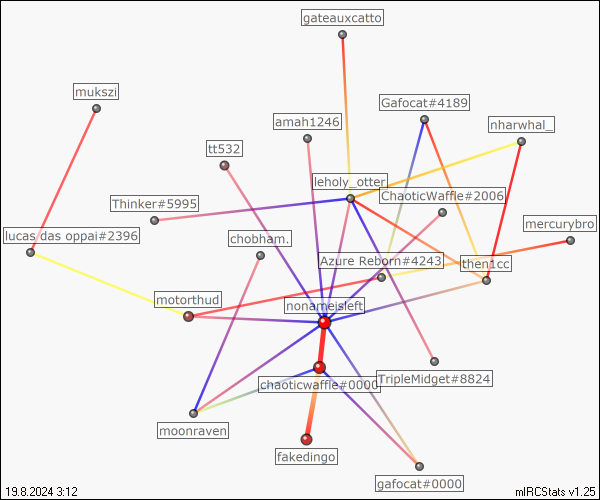 gateauxcatto
mukszi
Gafocat#4189
amah1246
nharwhal_
tt532
leholy_otter
ChaoticWaffle#2006
Thinker#5995
mercurybro
lucas das oppai#2396
chobham.
Azure Reborn#4243
then1cc
motorthud
nonameisleft
TripleMidget#8824
chaoticwaffle#0000
moonraven
fakedingo
gafocat#0000
19.8.2024 3:12
mIRCStats v1.25